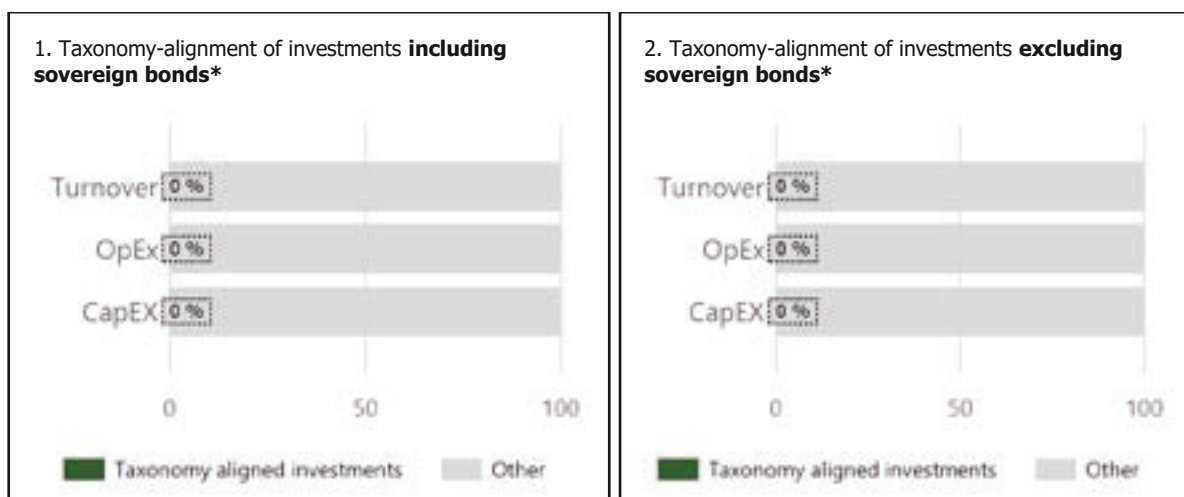 1. Taxonomy-alignment of investments including
sovereign bonds*
Turnover 0 %
OpEx 0 %
CapEX 0 %
0 50 100
Taxonomy aligned investments Other
2. Taxonomy-alignment of investments excluding
sovereign bonds*
Turnover 0 %
OpEx 0 %
CapEX 0 %
0 50 100
Taxonomy aligned investments Other